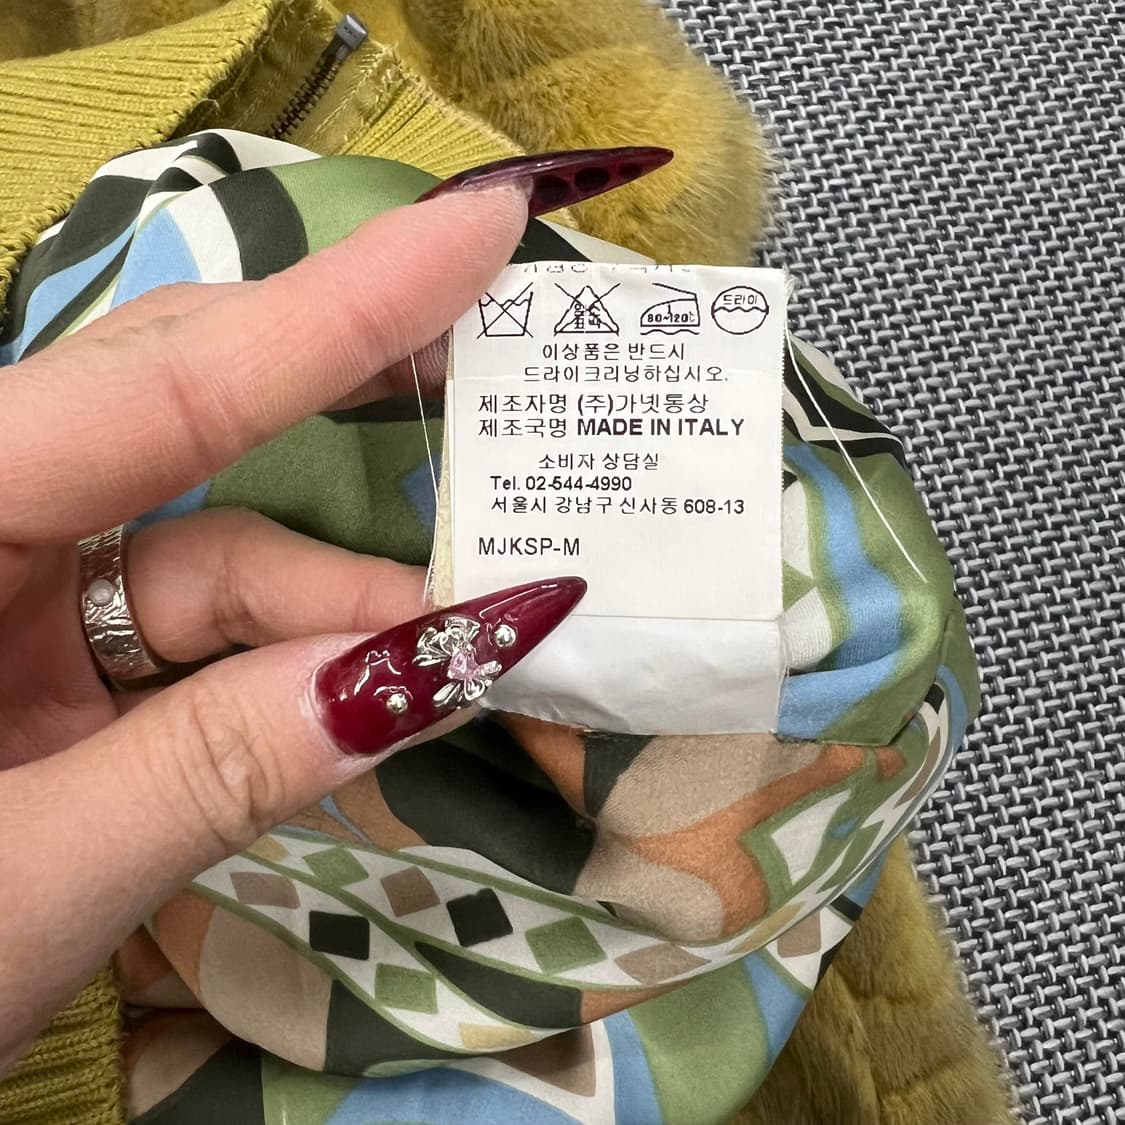 80~120℃
드라이
이상품은 반드시
드라이크리닝하십시오.
제조자명 (주)가넷통상
제조국명 MADE IN ITALY
소비자 상담실
Tel. 02-544-4990
서울시 강남구 신사동 608-13
MJKSP-M